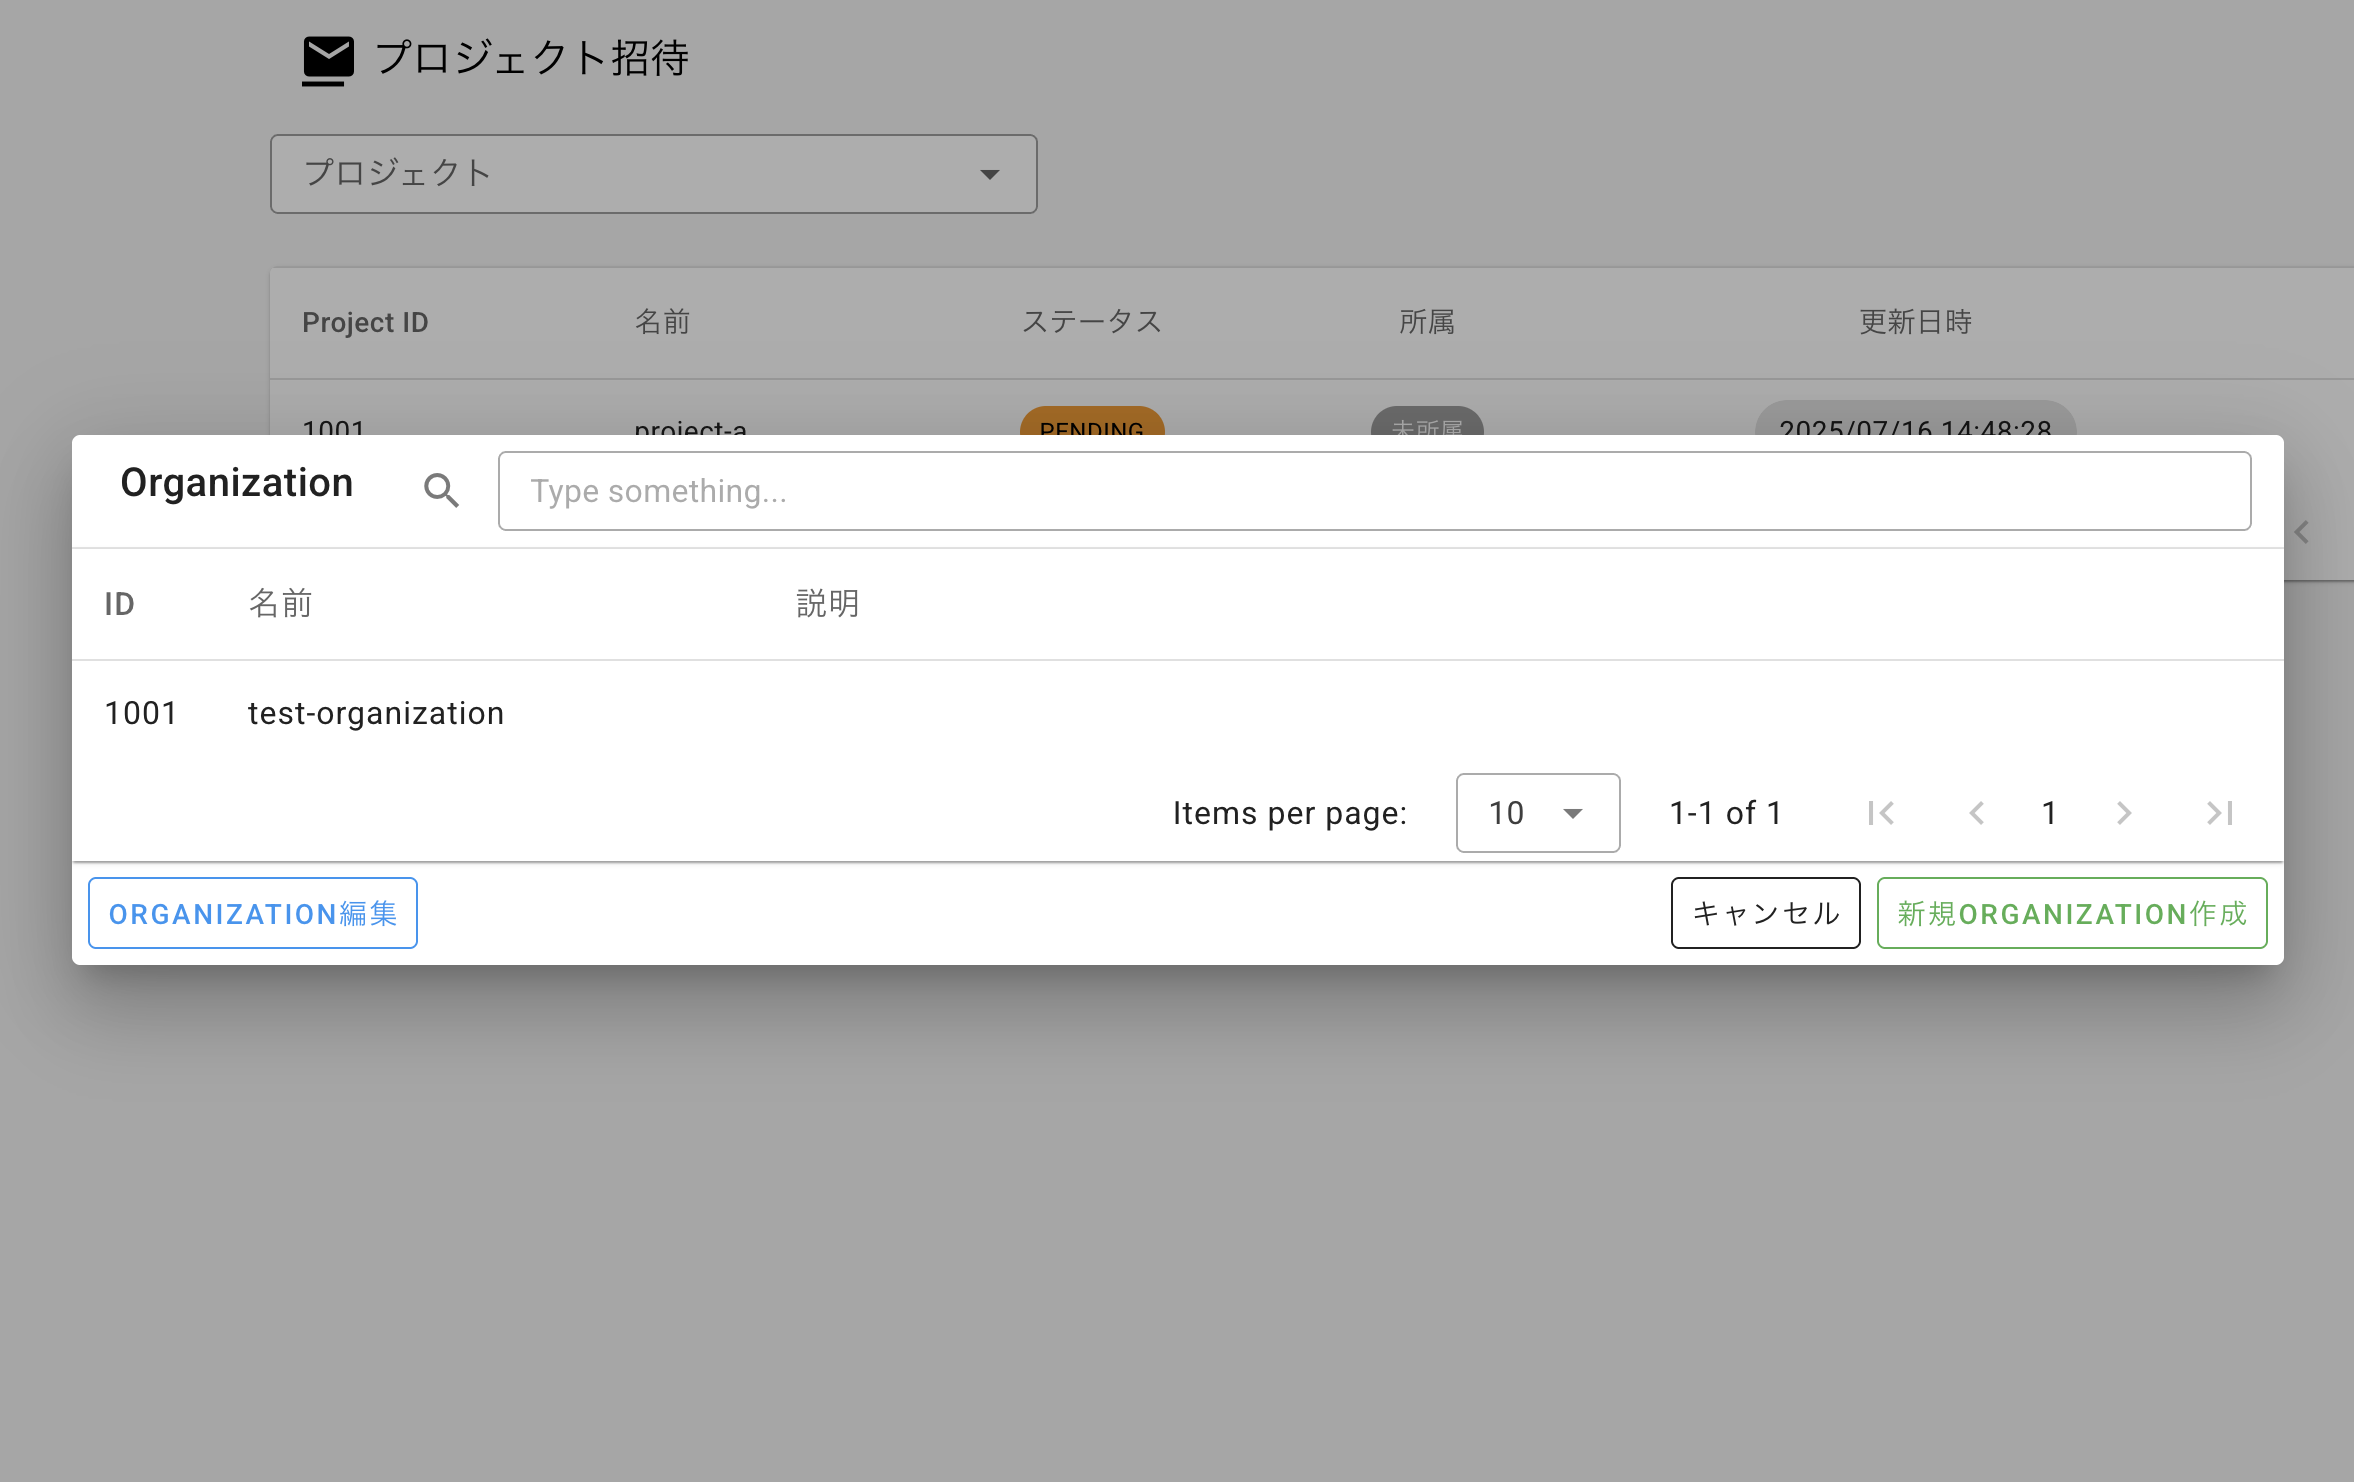 プロジェクト招待
プロジェクト
Project ID 名前 ステータス 所属 更新日時
1001 project-a PENDING 未所属 2025/07/16 14:48:28
Organization Type something...
ID 名前 説明
1001 test-organization
Items per page: 10 1-1 of 1 1
ORGANIZATION編集 キャンセル 新規ORGANIZATION作成